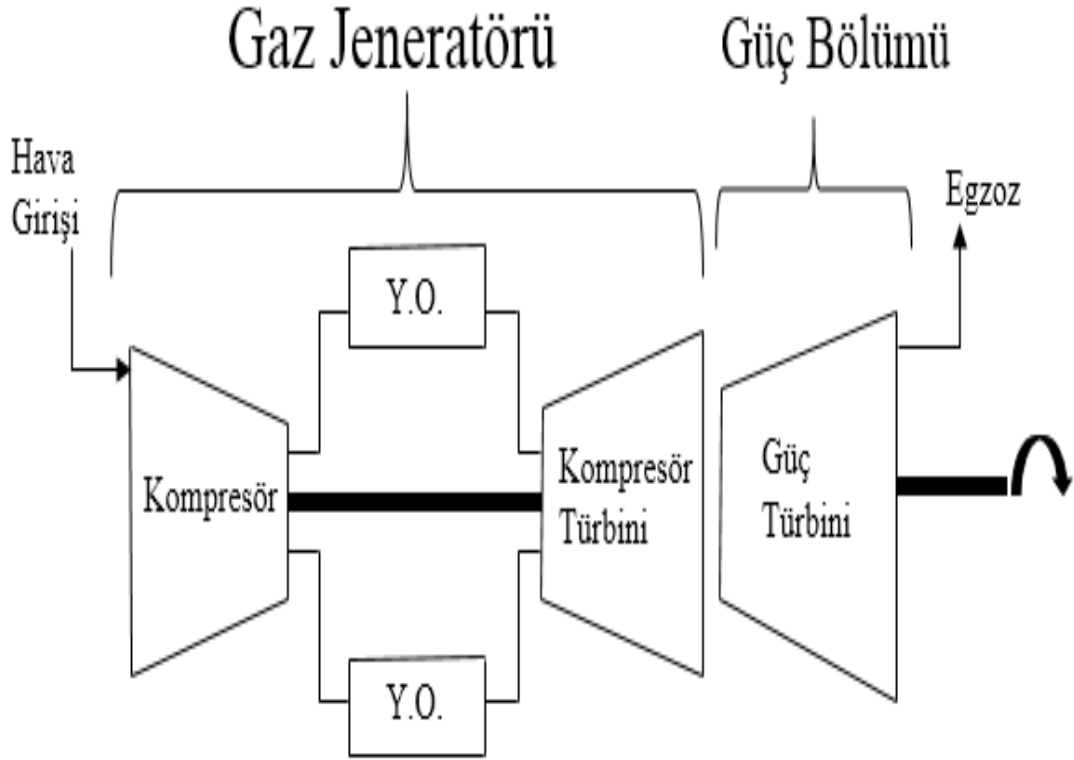 Gaz Jeneratörü
Güç Bölümü
Hava
Girişi
Egzoz
Y.O.
Kompresör
Kompresör
Türbini
Güç
Türbini
Y.O.